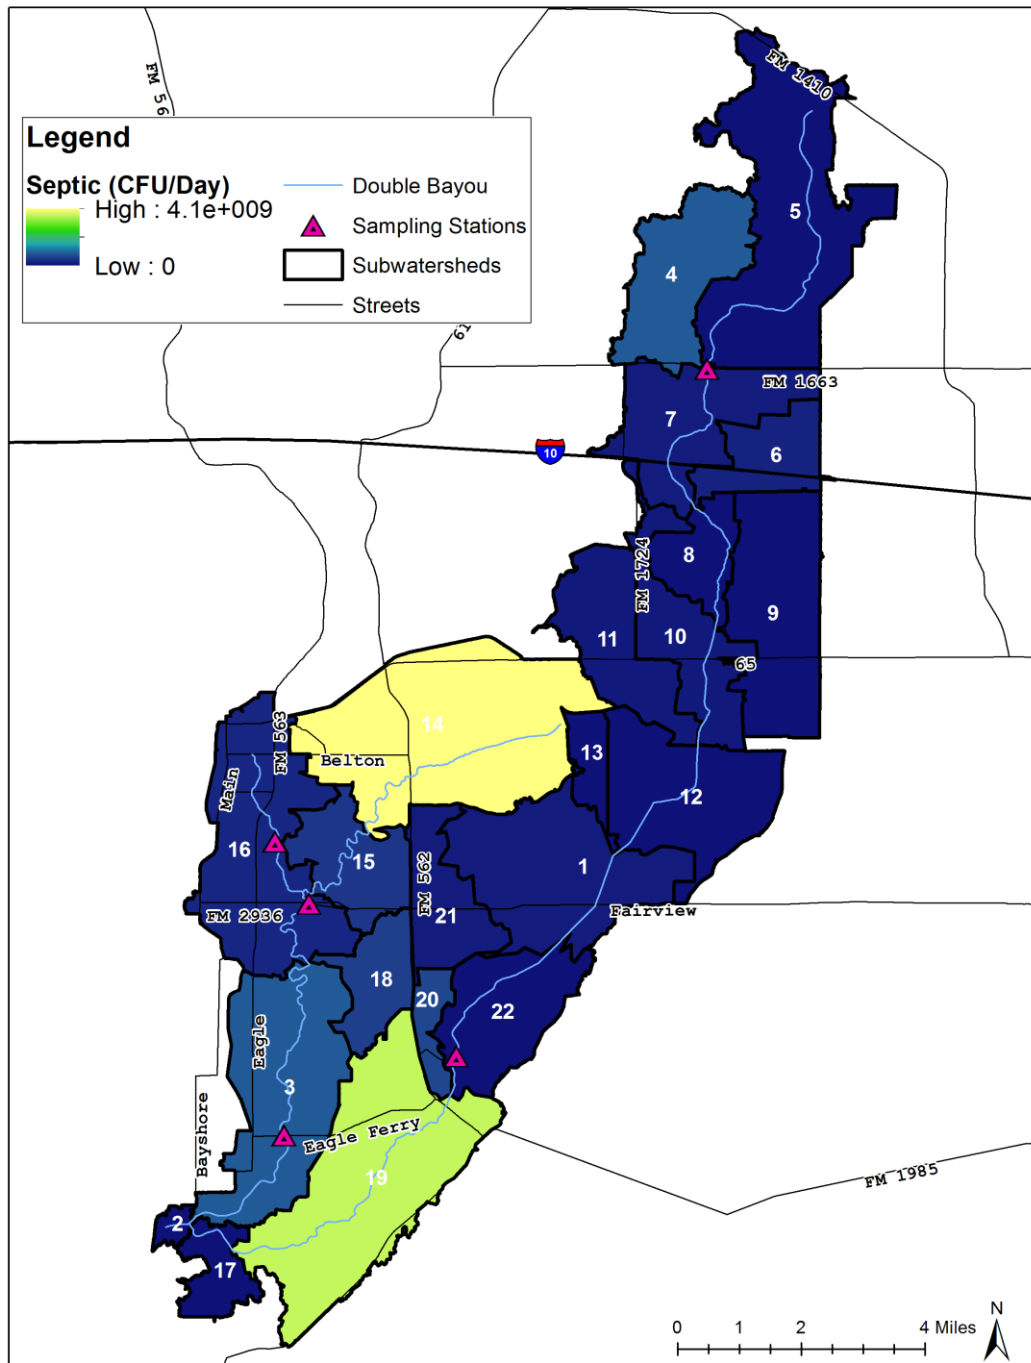 FM 1410
FM 56
Legend
Septic (CFU/Day)
High : 4.1e+009
Low : 0
Double Bayou
Sampling Stations
Subwatersheds
Streets
5
4
61
FM 1663
7
10
6
8
FM 1724
9
11
10
65
14
FM 563
Belton
13
Main
12
16
15
1
FM 562
FM 2936
21
Fairview
18
20
22
Eagle
3
Bayshore
Eagle Ferry
19
FM 1985
2
17
N
0 1 2 4 Miles